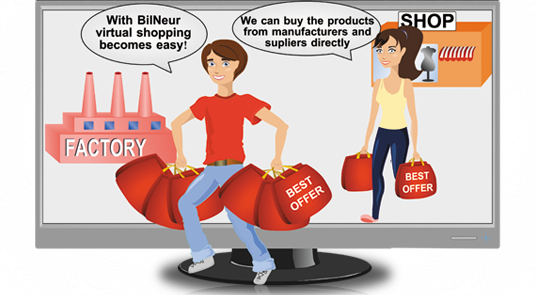 With BilNeur
virtual shopping
becomes easy!
We can buy the products
from manufacturers and
supliers directly
SHOP
FACTORY
BEST
OFFER
BEST
OFFER